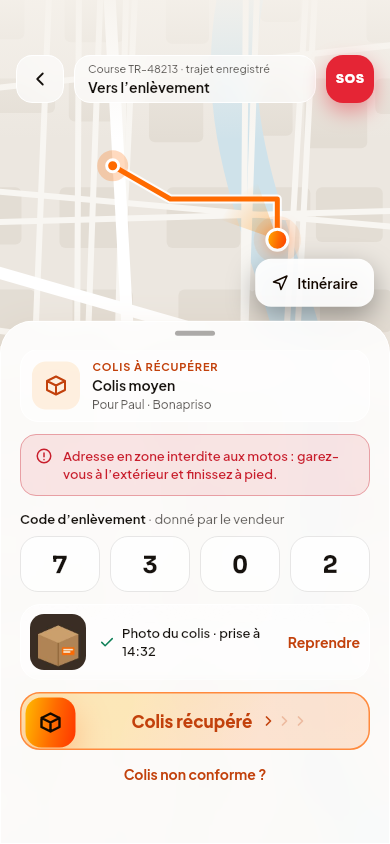 Course TR-48213 · trajet enregistré
Vers l’enlèvement
SOS
Itinéraire
COLIS À RÉCUPÉRER
Colis moyen
Pour Paul · Bonapriso
Adresse en zone interdite aux motos : garez-
vous à l’extérieur et finissez à pied.
Code d’enlèvement · donné par le vendeur
7 3 0 2
Photo du colis · prise à
14:32
Reprendre
Colis récupéré
Colis non conforme ?